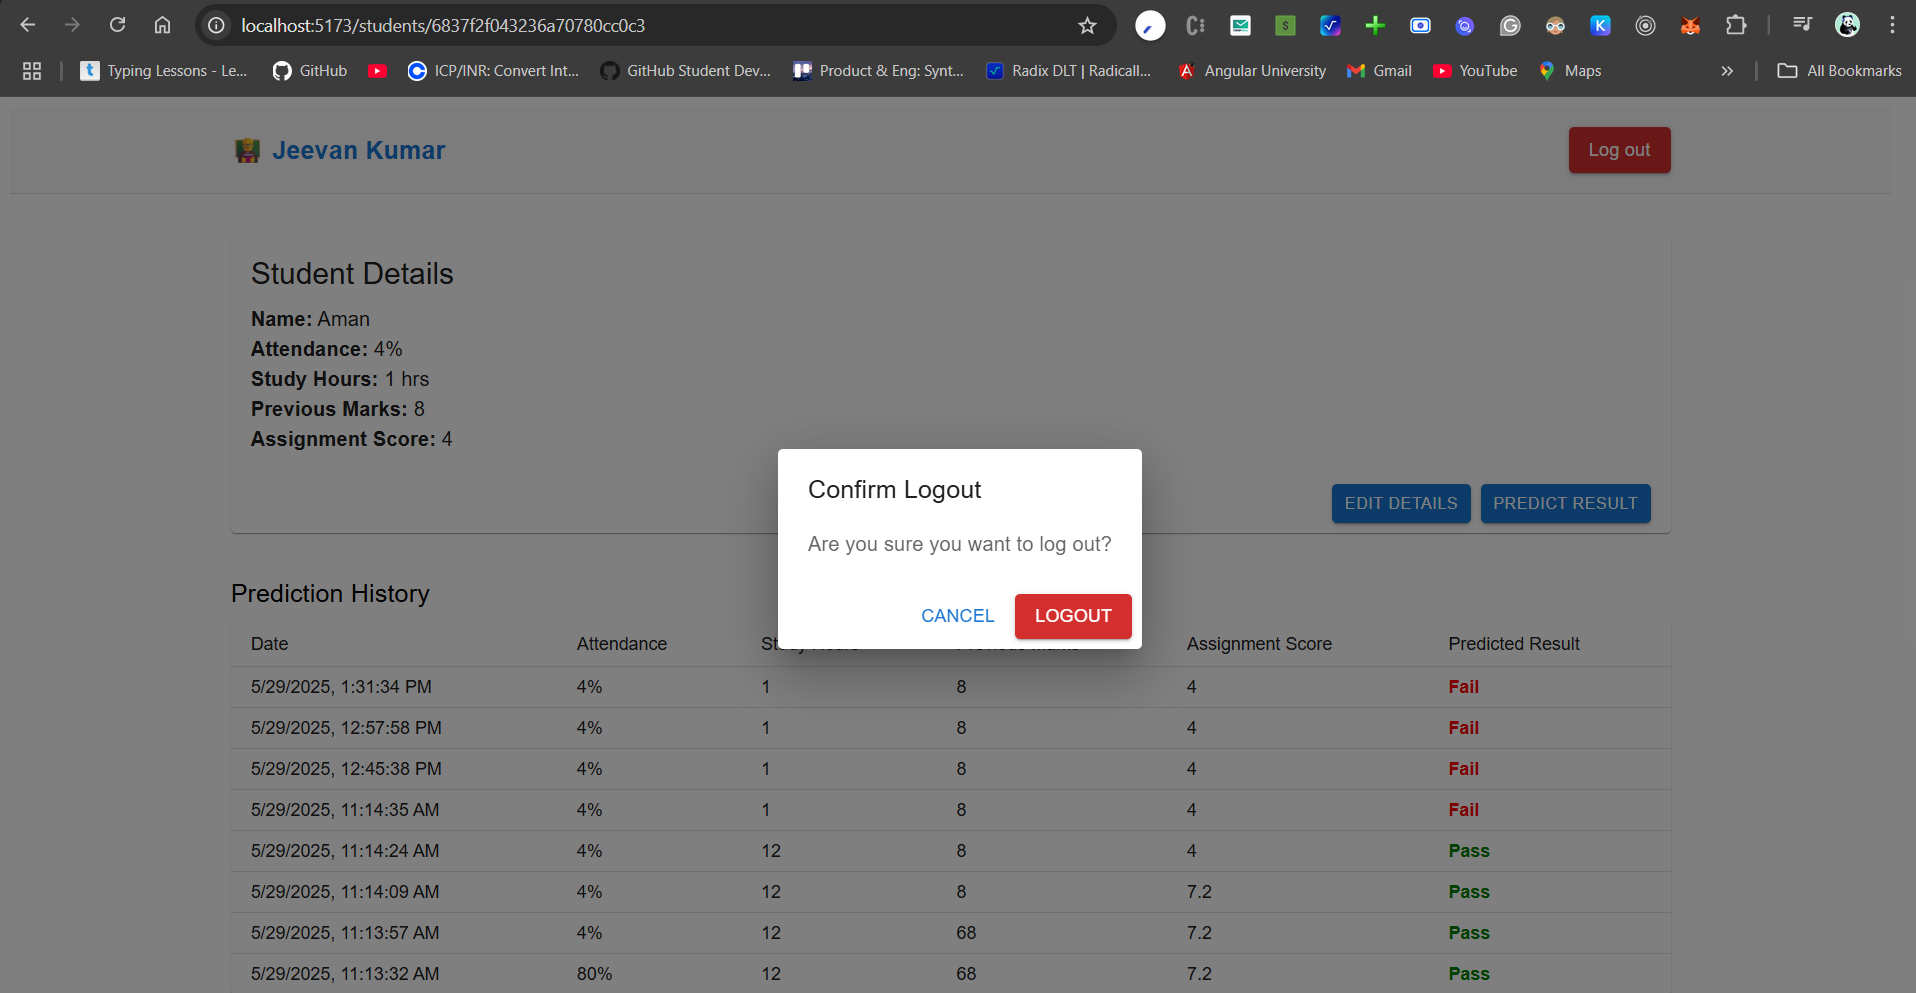 localhost:5173/students/6837f2f043236a70780cc0c3
Typing Lessons - Le... GitHub ICP/INR: Convert Int... GitHub Student Dev... Product & Eng: Synt... Radix DLT | Radicall... Angular University Gmail YouTube Maps » All Bookmarks
Jeevan Kumar Log out
Student Details
Name: Aman
Attendance: 4%
Study Hours: 1 hrs
Previous Marks: 8
Assignment Score: 4
EDIT DETAILS PREDICT RESULT
Confirm Logout
Are you sure you want to log out?
CANCEL LOGOUT
Prediction History
Date Attendance Study Hours Previous Marks Assignment Score Predicted Result
5/29/2025, 1:31:34 PM 4% 1 8 4 Fail
5/29/2025, 12:57:58 PM 4% 1 8 4 Fail
5/29/2025, 12:45:38 PM 4% 1 8 4 Fail
5/29/2025, 11:14:35 AM 4% 1 8 4 Fail
5/29/2025, 11:14:24 AM 4% 12 8 4 Pass
5/29/2025, 11:14:09 AM 4% 12 8 7.2 Pass
5/29/2025, 11:13:57 AM 4% 12 68 7.2 Pass
5/29/2025, 11:13:32 AM 80% 12 68 7.2 Pass